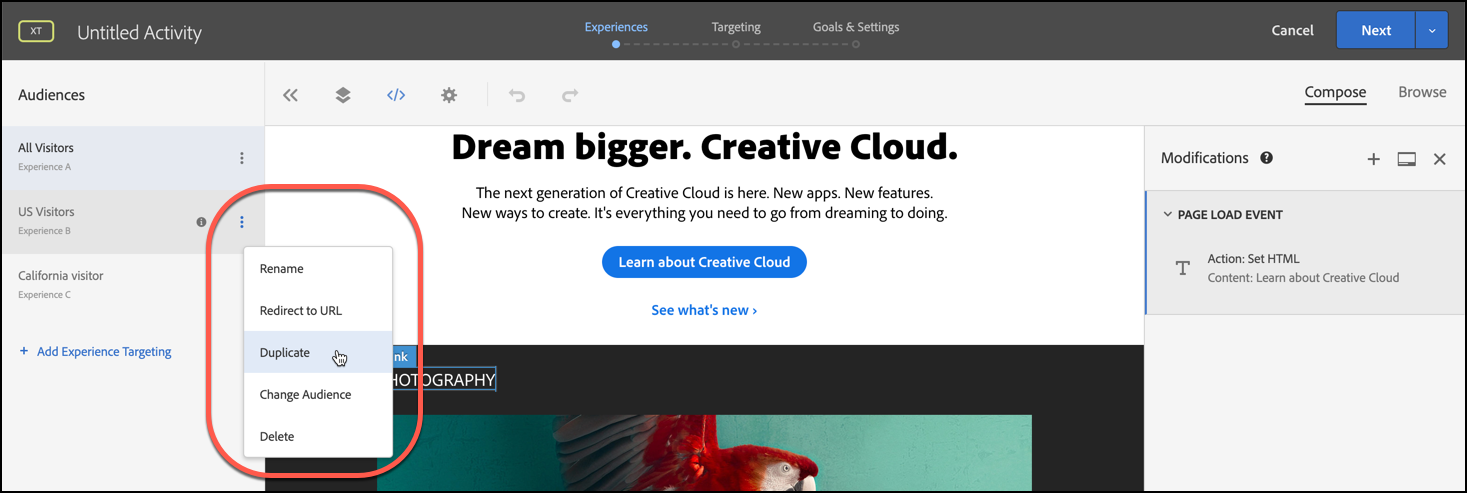 XT
Untitled Activity
Experiences
Targeting
Goals & Settings
Cancel
Next
Audiences
Compose
Browse
All Visitors
Experience A
US Visitors
Experience B
California visitor
Experience C
+ Add Experience Targeting
Rename
Redirect to URL
Duplicate
Change Audience
Delete
Dream bigger. Creative Cloud.
The next generation of Creative Cloud is here. New apps. New features.
New ways to create. It's everything you need to go from dreaming to doing.
Learn about Creative Cloud
See what's new ›
nk
HOTOGRAPHY
Modifications ?
PAGE LOAD EVENT
Action: Set HTML
Content: Learn about Creative Cloud